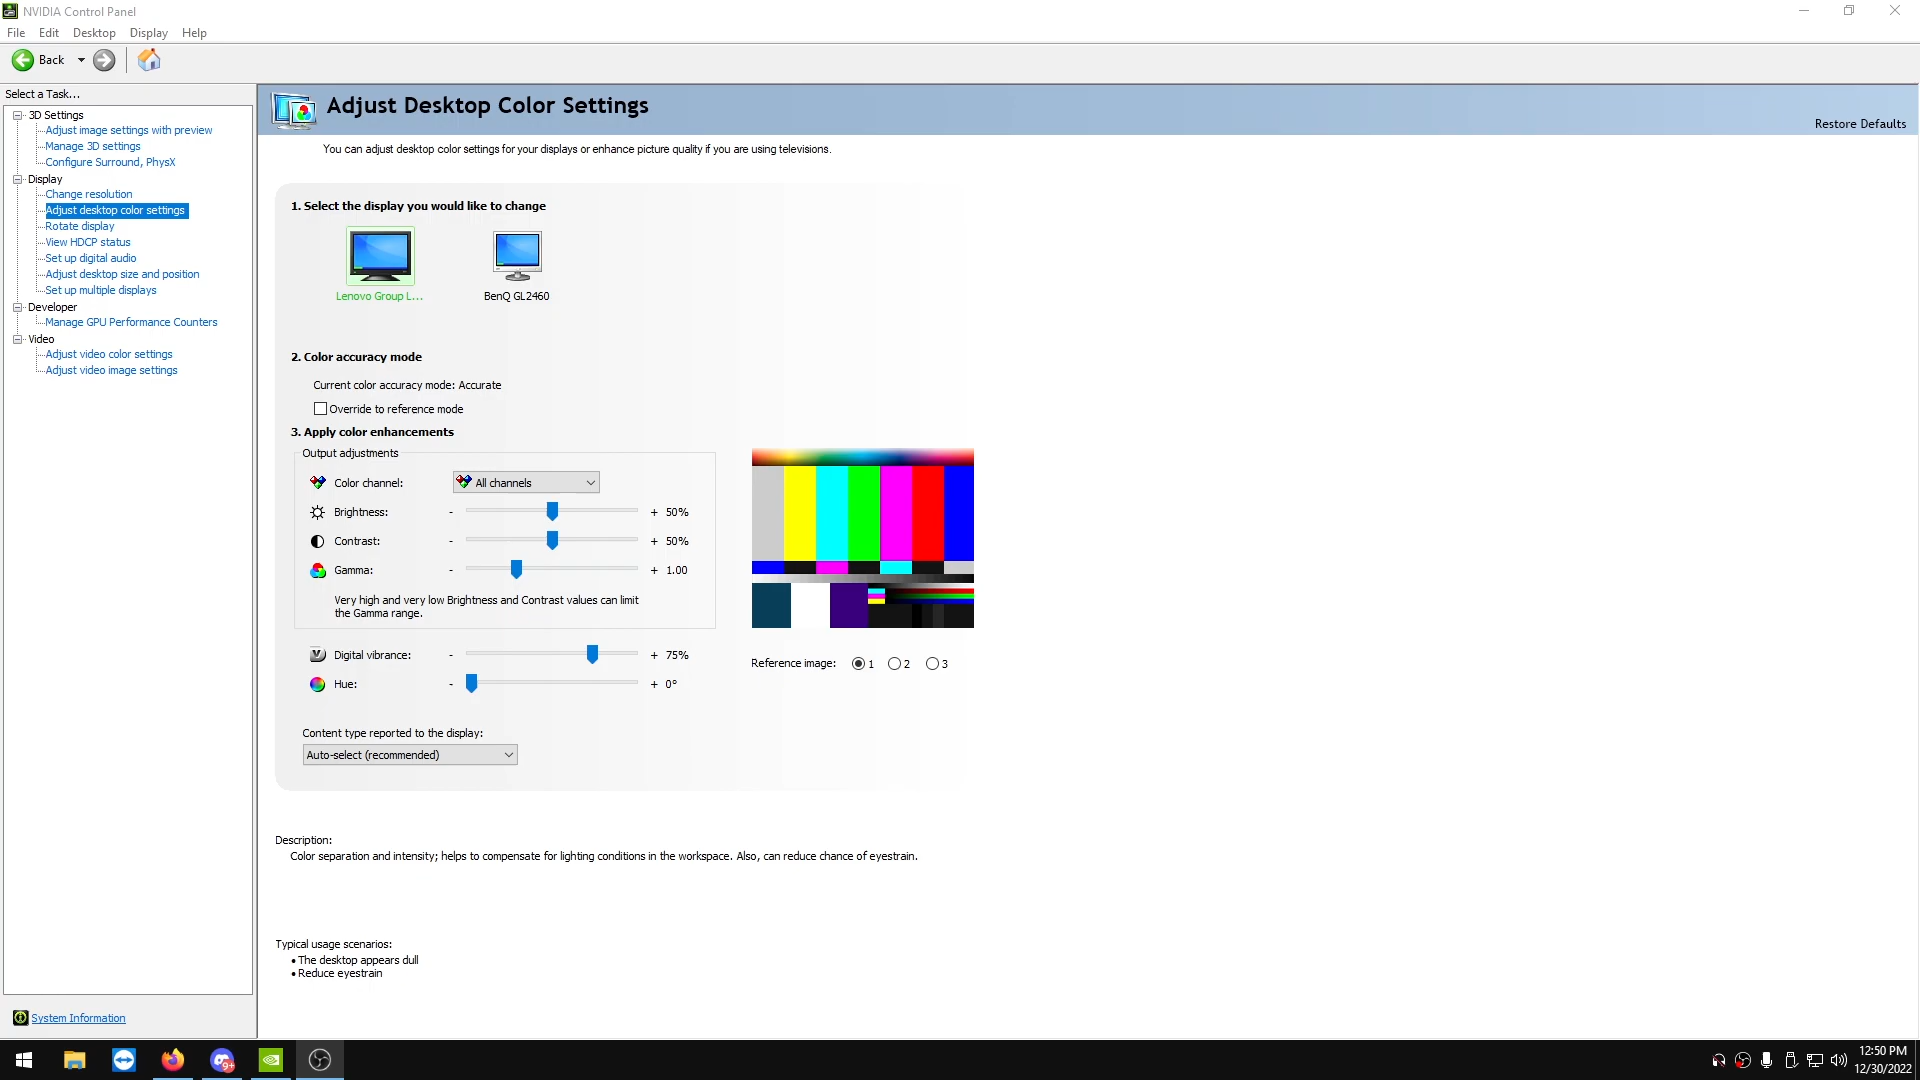 NVIDIA Control Panel
File Edit Desktop Display Help
Back
Select a Task...
3D Settings
Adjust image settings with preview
Manage 3D settings
Configure Surround, PhysX
Display
Change resolution
Adjust desktop color settings
Rotate display
View HDCP status
Set up digital audio
Adjust desktop size and position
Set up multiple displays
Developer
Manage GPU Performance Counters
Video
Adjust video color settings
Adjust video image settings
System Information
Adjust Desktop Color Settings
Restore Defaults
You can adjust desktop color settings for your displays or enhance picture quality if you are using televisions.
1. Select the display you would like to change
Lenovo Group L...
BenQ GL2460
2. Color accuracy mode
Current color accuracy mode: Accurate
Override to reference mode
3. Apply color enhancements
Output adjustments
Color channel: All channels
Brightness: - + 50%
Contrast: - + 50%
Gamma: - + 1.00
Very high and very low Brightness and Contrast values can limit
the Gamma range.
Digital vibrance: - + 75%
Hue: - + 0°
Reference image: 1 2 3
Content type reported to the display:
Auto-select (recommended)
Description:
Color separation and intensity; helps to compensate for lighting conditions in the workspace. Also, can reduce chance of eyestrain.
Typical usage scenarios:
• The desktop appears dull
• Reduce eyestrain
9+
12:50 PM
12/30/2022